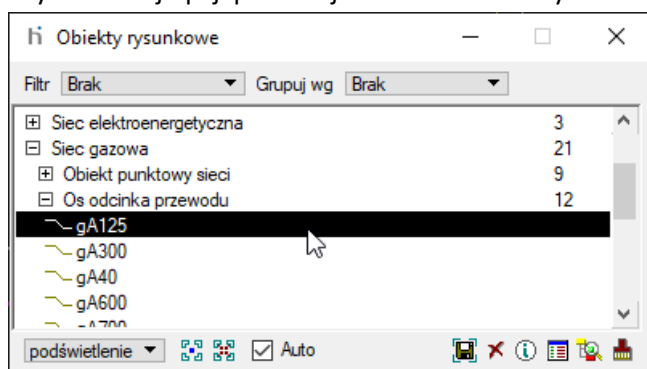 Obiekty rysunkowe
Filtr Brak Grupuj wg Brak
Siec elektroenergetyczna 3
Siec gazowa 21
Obiekt punktowy sieci 9
Os odcinka przewodu 12
gA125
gA300
gA40
gA600
gA700
podświetlenie Auto